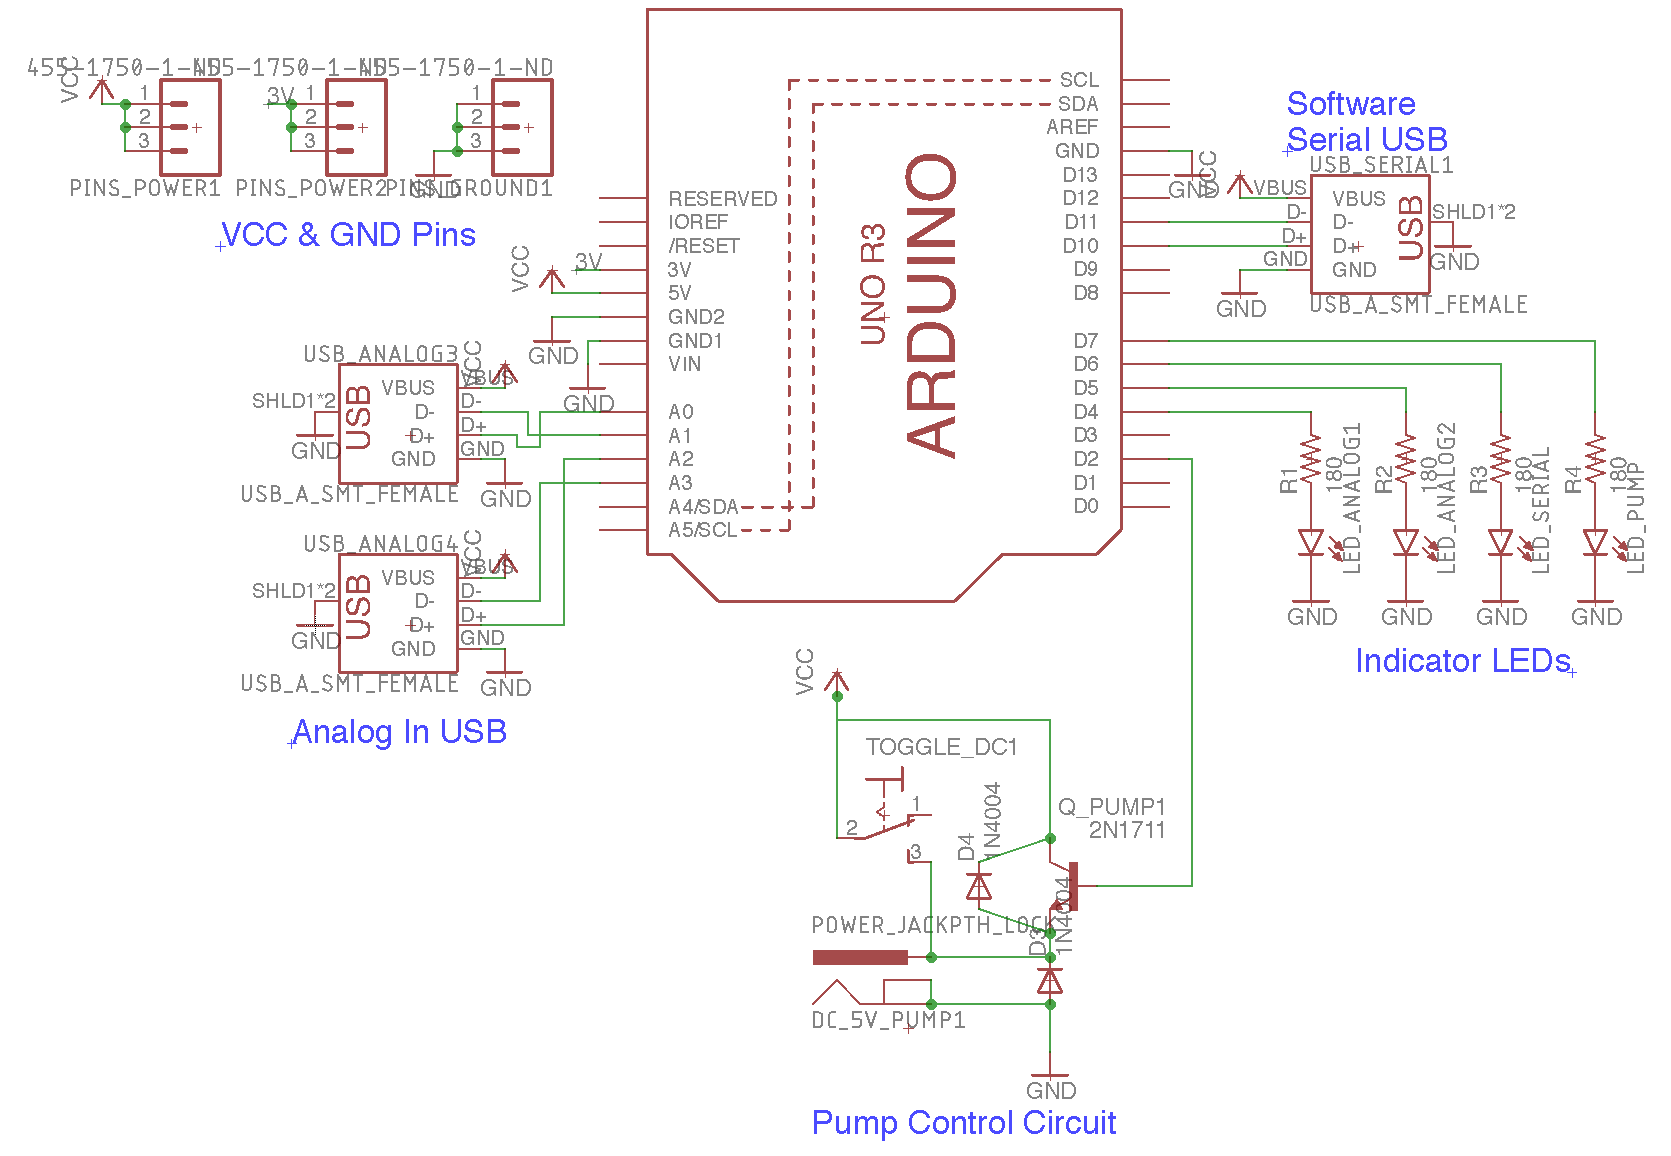 455-1750-1-ND
455-1750-1-ND
455-1750-1-ND
VCC
1
2
3
3V
1
2
3
1
2
3
GND
PINS_POWER1
PINS_POWER2
PINS_GROUND1
VCC & GND Pins
ARDUINO
UNO R3
RESERVED
IOREF
/RESET
3V
5V
GND2
GND1
VIN
A0
A1
A2
A3
A4/SDA
A5/SCL
SCL
SDA
AREF
GND
D13
D12
D11
D10
D9
D8
D7
D6
D5
D4
D3
D2
D1
D0
VCC
3V
GND
GND
GND
Software
Serial USB
USB_SERIAL1
VCC
VBUS
D-
D+
GND
VBUS
D-
D+
GND
USB
SHLD1*2
GND
GND
USB_A_SMT_FEMALE
USB_ANALOG3
VCC
VBUS
D-
D+
GND
VBUS
D-
D+
GND
USB
SHLD1*2
GND
GND
USB_A_SMT_FEMALE
USB_ANALOG4
VCC
VBUS
D-
D+
GND
VBUS
D-
D+
GND
USB
SHLD1*2
GND
GND
USB_A_SMT_FEMALE
Analog In USB
R1
180
LED_ANALOG1
R2
180
LED_ANALOG2
R3
180
LED_SERIAL
R4
180
LED_PUMP
GND
GND
GND
GND
Indicator LEDs
VCC
TOGGLE_DC1
1
2
3
D4
1N4004
Q_PUMP1
2N1711
POWER_JACKPTH_LOCK
D3
1N4004
DC_5V_PUMP1
GND
Pump Control Circuit